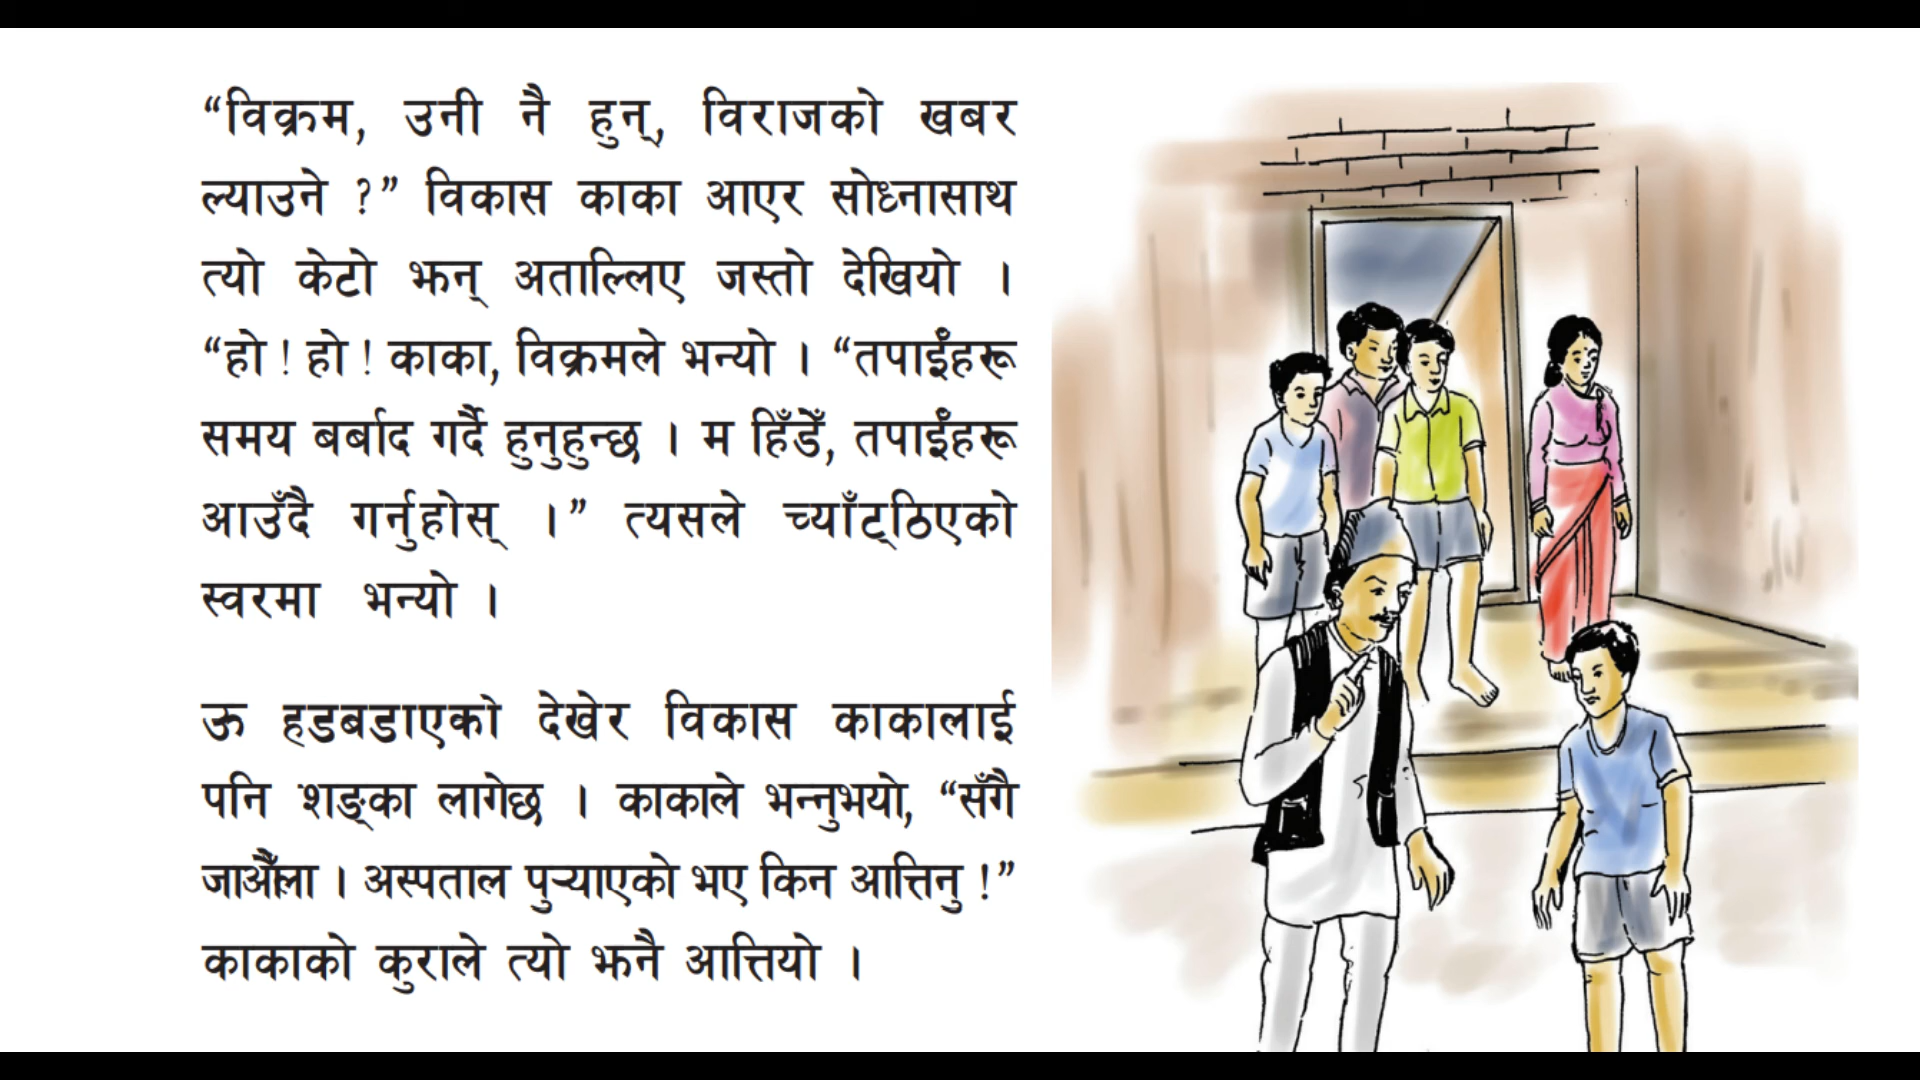 “विक्रम, उनी नै हुन्, विराजको खबर
ल्याउने ?” विकास काका आएर सोध्नासाथ
त्यो केटो झन् अताल्लिए जस्तो देखियो ।
“हो ! हो ! काका, विक्रमले भन्यो । “तपाईंहरू
समय बर्बाद गर्दै हुनुहुन्छ । म हिँडेँ, तपाईंहरू
आउँदै गर्नुहोस् ।” त्यसले च्याँट्ठिएको
स्वरमा भन्यो ।
ऊ हडबडाएको देखेर विकास काकालाई
पनि शङ्का लागेछ । काकाले भन्नुभयो, “सँगै
जाऔँला । अस्पताल पुऱ्याएको भए किन आत्तिनु !”
काकाको कुराले त्यो झनै आत्तियो ।